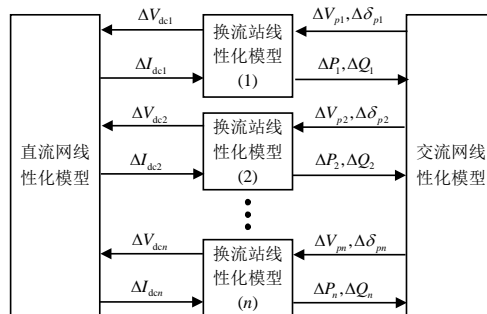 直流网线
性化模型
ΔV_dc1
ΔI_dc1
换流站线
性化模型
(1)
ΔV_p1,Δδ_p1
ΔP_1,ΔQ_1
ΔV_dc2
ΔI_dc2
换流站线
性化模型
(2)
ΔV_p2,Δδ_p2
ΔP_2,ΔQ_2
ΔV_dcn
ΔI_dcn
换流站线
性化模型
(n)
ΔV_pn,Δδ_pn
ΔP_n,ΔQ_n
交流网线
性化模型